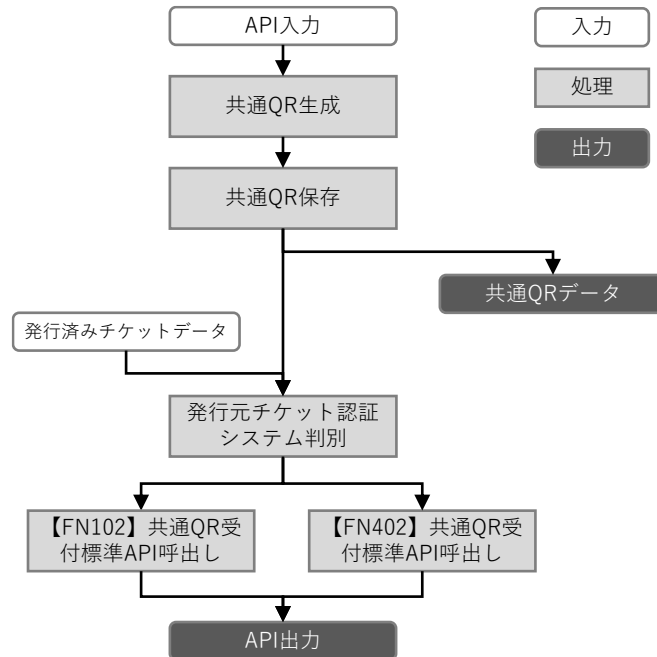 API入力
入力
共通QR生成
処理
出力
共通QR保存
共通QRデータ
発行済みチケットデータ
発行元チケット認証
システム判別
【FN102】共通QR受
付標準API呼出し
【FN402】共通QR受
付標準API呼出し
API出力